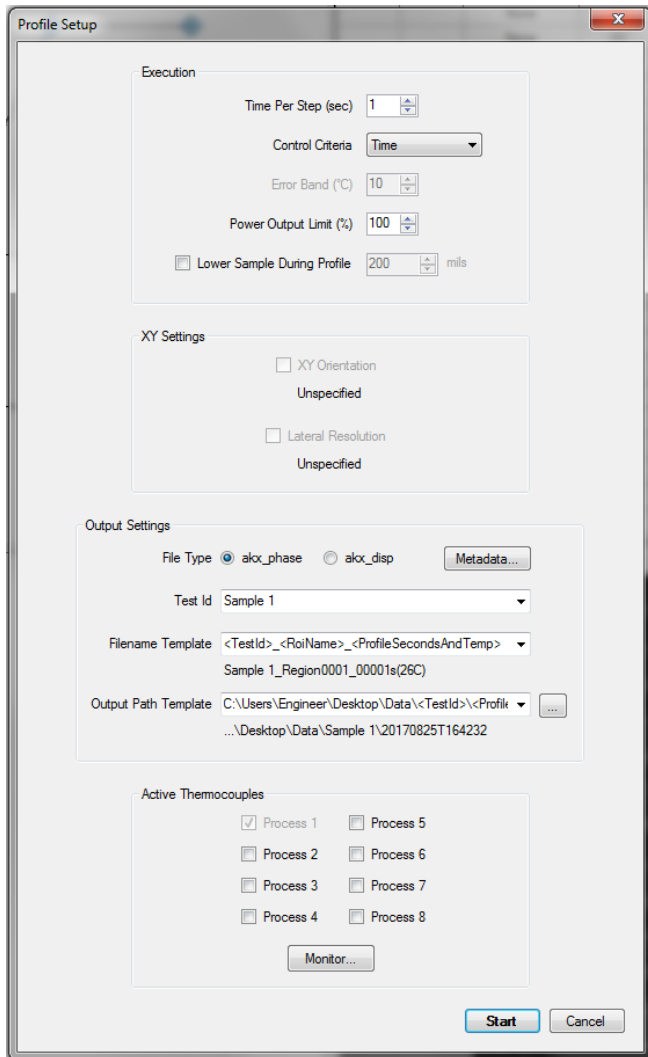 Profile Setup
Execution
Time Per Step (sec) 1
Control Criteria Time
Error Band (°C) 10
Power Output Limit (%) 100
Lower Sample During Profile 200 mils
XY Settings
XY Orientation
Unspecified
Lateral Resolution
Unspecified
Output Settings
File Type akx_phase akx_disp Metadata...
Test Id Sample 1
Filename Template <TestId>_<RoiName>_<ProfileSecondsAndTemp>
Sample 1_Region0001_00001s(26C)
Output Path Template C:\Users\Engineer\Desktop\Data\<TestId>\<Profile ...
...\Desktop\Data\Sample 1\20170825T164232
Active Thermocouples
Process 1 Process 5
Process 2 Process 6
Process 3 Process 7
Process 4 Process 8
Monitor...
Start Cancel